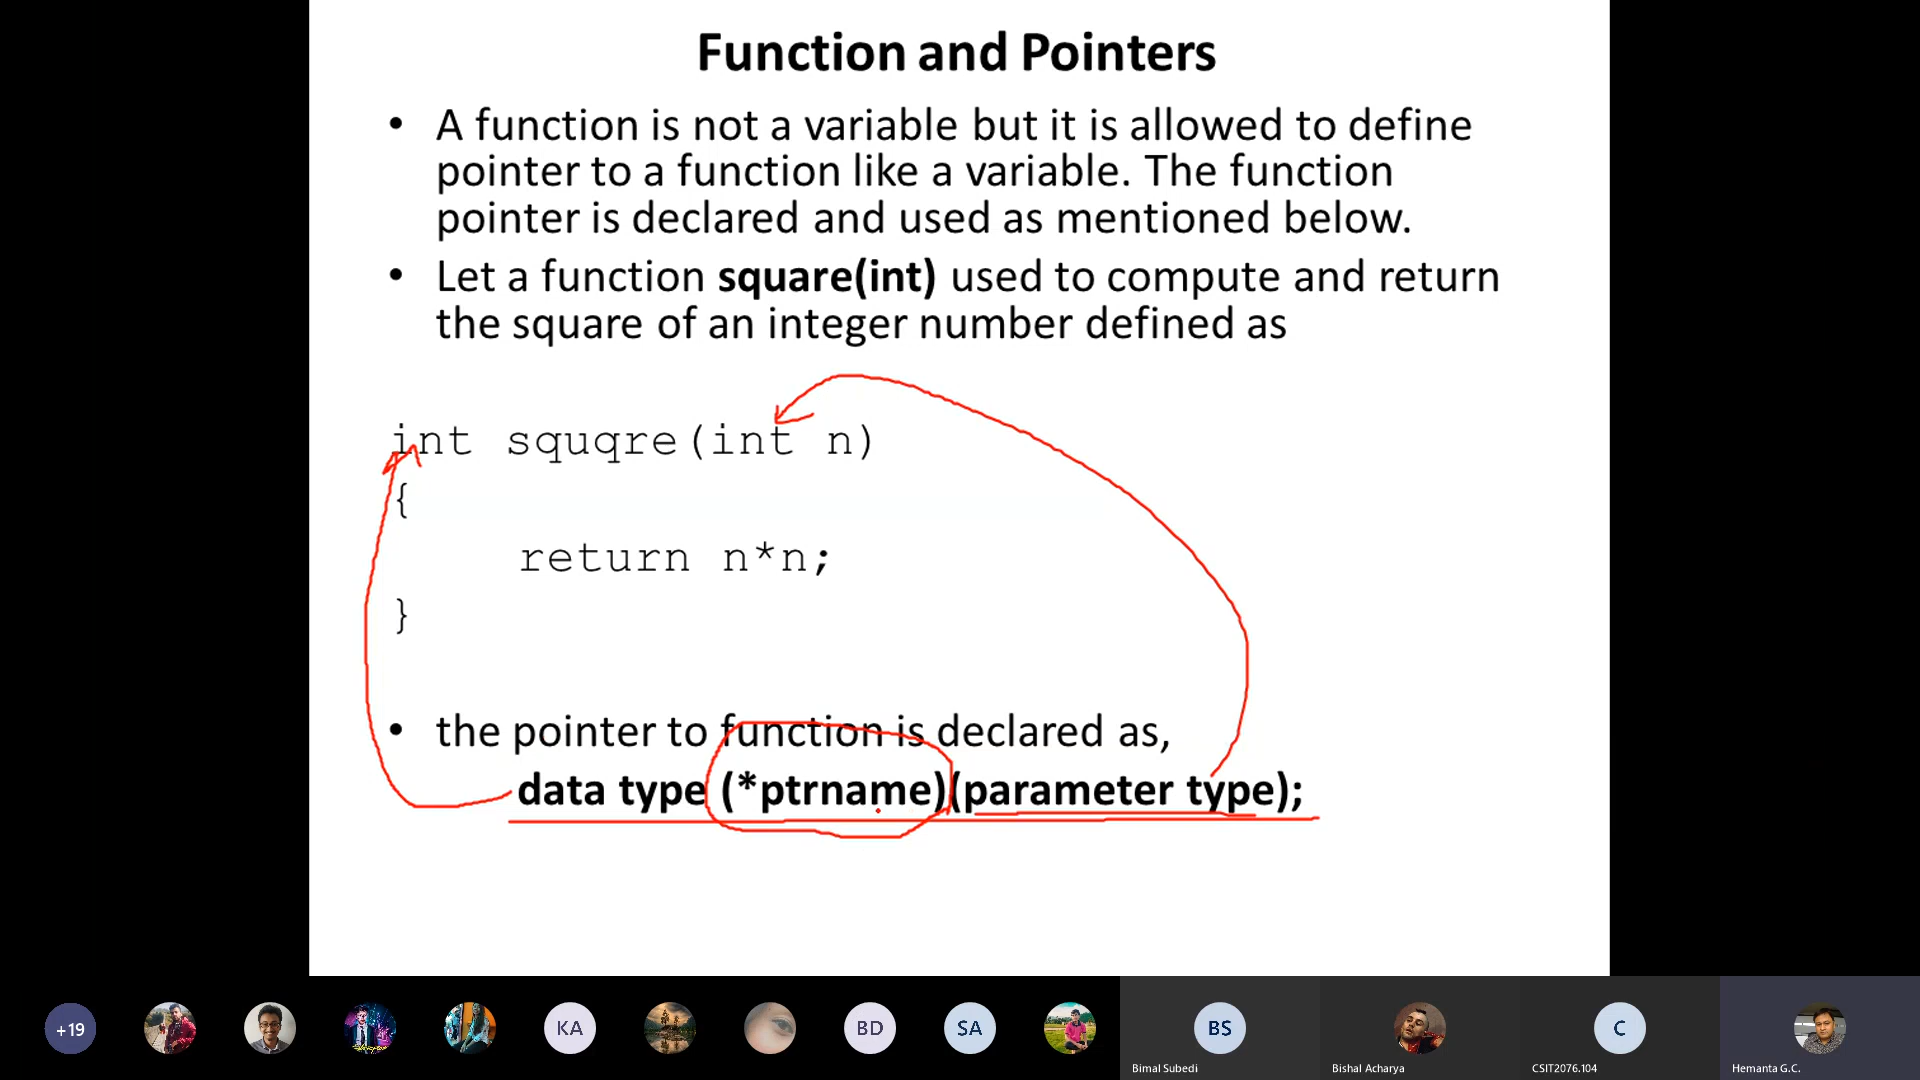 Function and Pointers
• A function is not a variable but it is allowed to define
pointer to a function like a variable. The function
pointer is declared and used as mentioned below.
• Let a function square(int) used to compute and return
the square of an integer number defined as
int squqre(int n)
{
return n*n;
}
• the pointer to function is declared as,
data type (*ptrname)(parameter type);
+19
KA
BD
SA
BS
C
Bimal Subedi
Bishal Acharya
CSIT2076.104
Hemanta G.C.